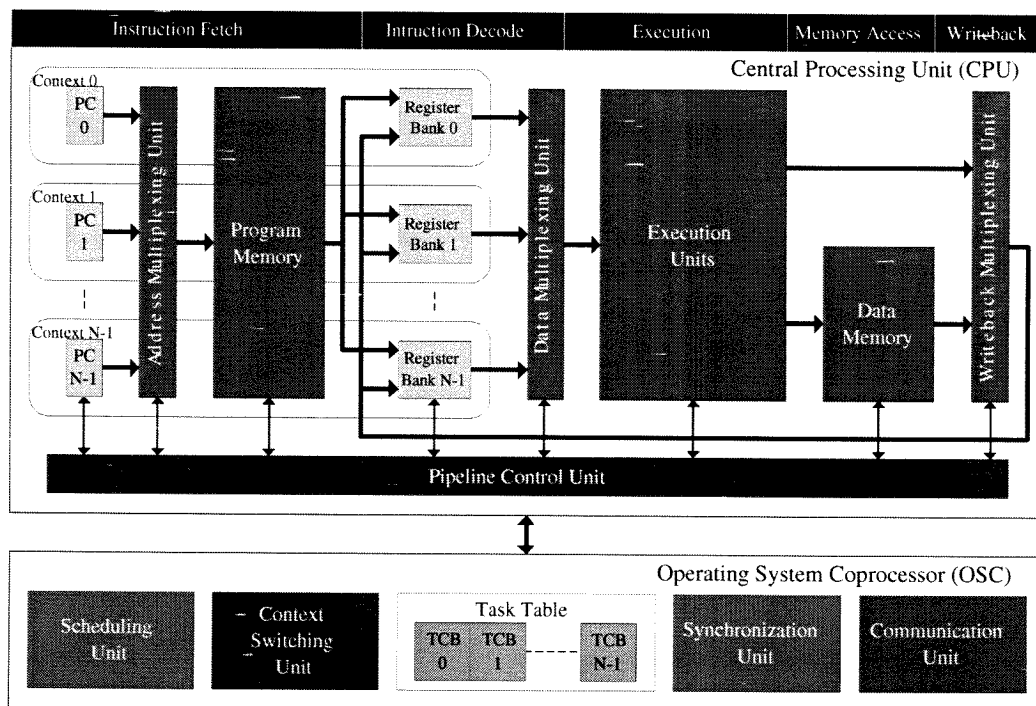 Instruction Fetch
Intruction Decode
Execution
Memory Access
Writeback
Central Processing Unit (CPU)
Context 0
PC
0
Address Multiplexing Unit
Program
Memory
Register
Bank 0
Data Multiplexing Unit
Execution
Units
Data
Memory
Writeback Multiplexing Unit
Context 1
PC
1
Register
Bank 1
Context N-1
PC
N-1
Register
Bank N-1
Pipeline Control Unit
Operating System Coprocessor (OSC)
Scheduling
Unit
Context
Switching
Unit
Task Table
TCB
0
TCB
1
TCB
N-1
Synchronization
Unit
Communication
Unit